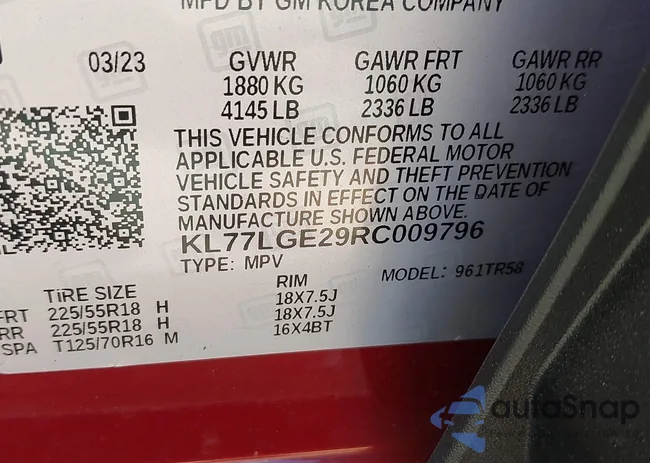 MFD BY GM KOREA COMPANY
03/23 GVWR GAWR FRT GAWR RR
1880 KG 1060 KG 1060 KG
4145 LB 2336 LB 2336 LB
THIS VEHICLE CONFORMS TO ALL
APPLICABLE U.S. FEDERAL MOTOR
VEHICLE SAFETY AND THEFT PREVENTION
STANDARDS IN EFFECT ON THE DATE OF
MANUFACTURE SHOWN ABOVE.
KL77LGE29RC009796
TYPE: MPV MODEL: 961TR58
TIRE SIZE RIM
FRT 225/55R18 H 18X7.5J
RR 225/55R18 H 18X7.5J
SPA T125/70R16 M 16X4BT
gm
autoSnap